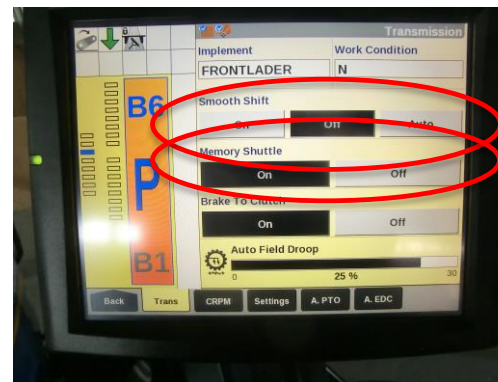 Transmission
Implement Work Condition
FRONTLADER N
Smooth Shift
On Off Auto
Memory Shuttle
On Off
Brake To Clutch
On Off
Auto Field Droop
0 25 % 30
B6
P
B1
Back Trans CRPM Settings A. PTO A. EDC